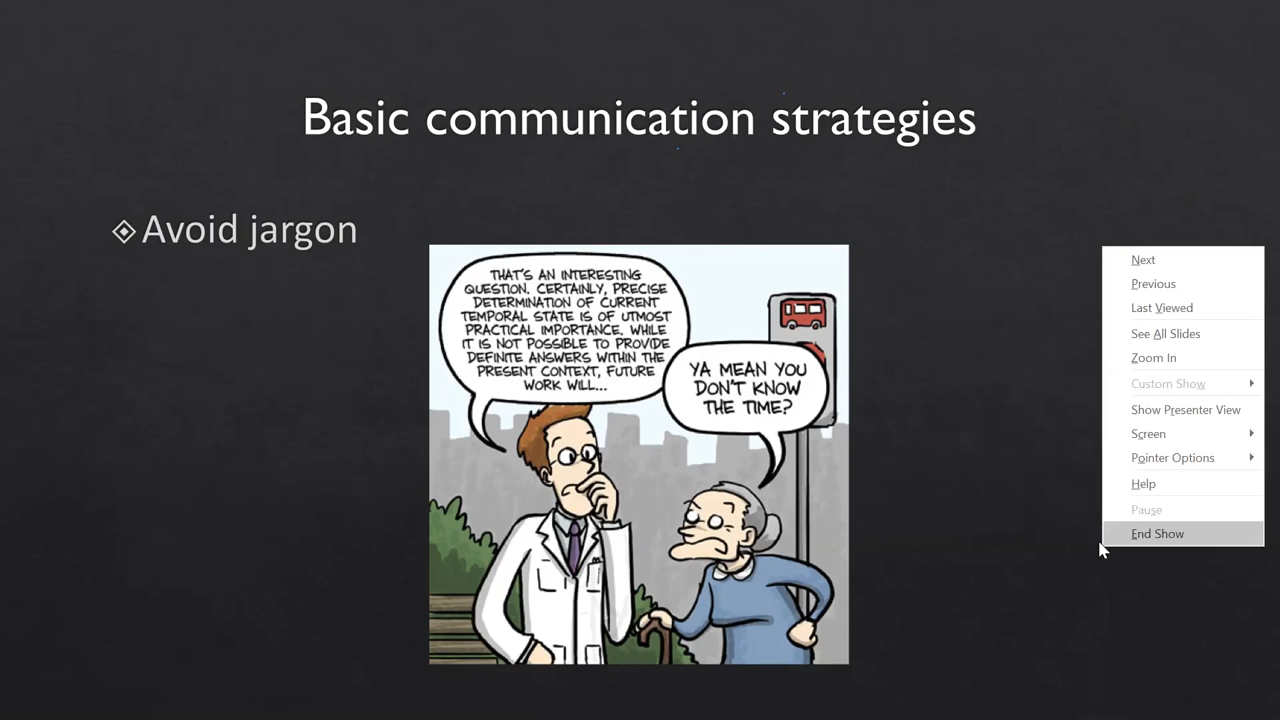 Basic communication strategies
Avoid jargon
THAT'S AN INTERESTING
QUESTION. CERTAINLY, PRECISE
DETERMINATION OF CURRENT
TEMPORAL STATE IS OF UTMOST
PRACTICAL IMPORTANCE. WHILE
IT IS NOT POSSIBLE TO PROVIDE
DEFINITE ANSWERS WITHIN THE
PRESENT CONTEXT, FUTURE
WORK WILL...
YA MEAN YOU
DON'T KNOW
THE TIME?
Next
Previous
Last Viewed
See All Slides
Zoom In
Custom Show
Show Presenter View
Screen
Pointer Options
Help
Pause
End Show